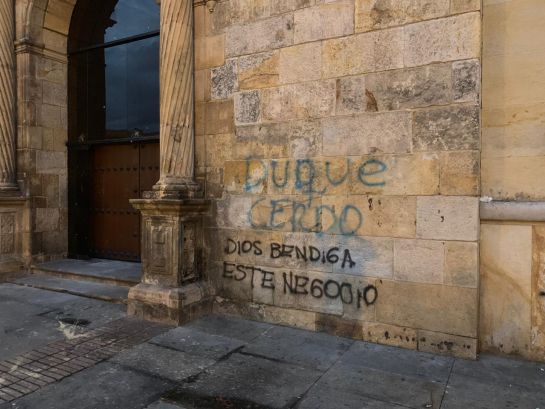 DUQUE
CERDO
DIOS BENDIGA
ESTE NEGOCIO